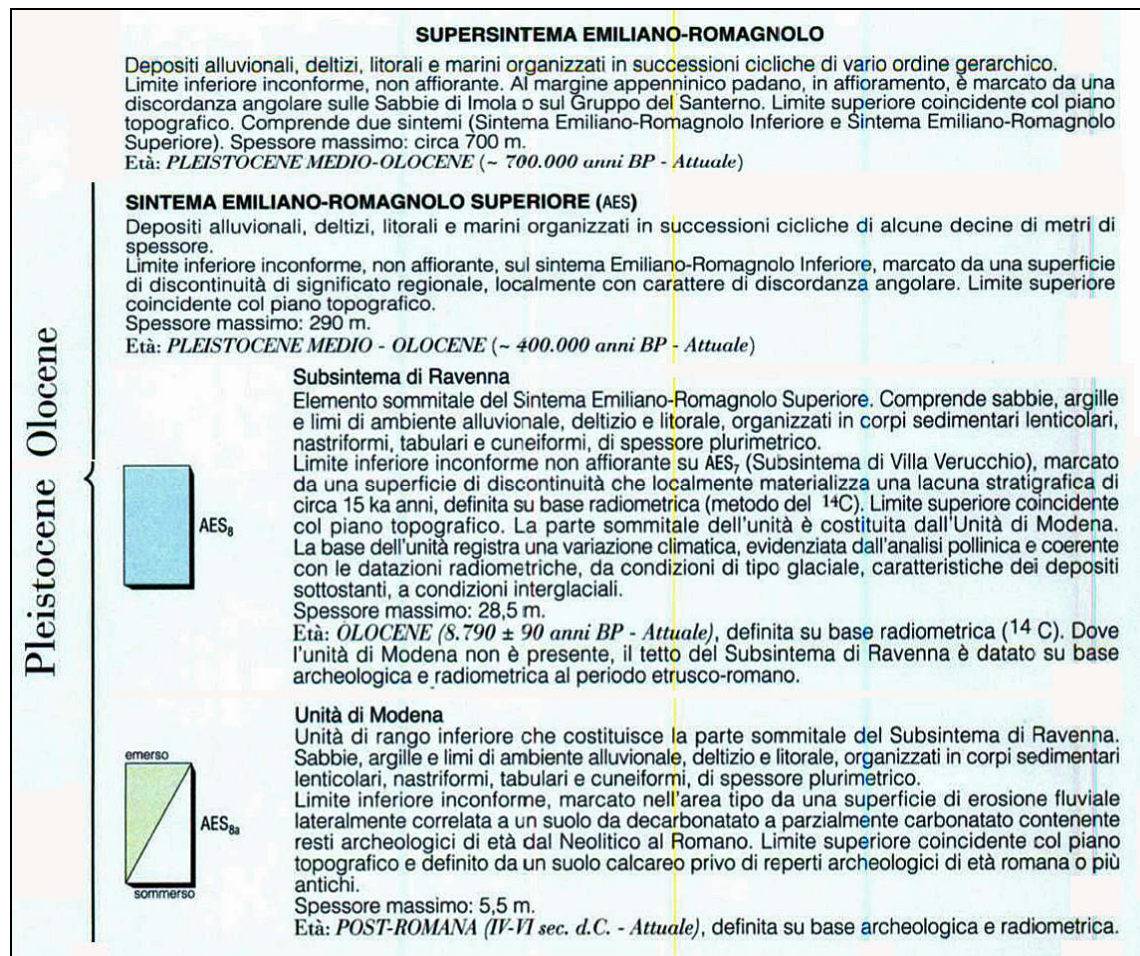 SUPERSINTEMA EMILIANO-ROMAGNOLO
Depositi alluvionali, deltizi, litorali e marini organizzati in successioni cicliche di vario ordine gerarchico.
Limite inferiore inconforme, non affiorante. Al margine appenninico padano, in affioramento, è marcato da una
discordanza angolare sulle Sabbie di Imola o sul Gruppo del Santerno. Limite superiore coincidente col piano
topografico. Comprende due sintemi (Sintema Emiliano-Romagnolo Inferiore e Sintema Emiliano-Romagnolo
Superiore). Spessore massimo: circa 700 m.
Età: PLEISTOCENE MEDIO-OLOCENE (~ 700.000 anni BP - Attuale)
SINTEMA EMILIANO-ROMAGNOLO SUPERIORE (AES)
Depositi alluvionali, deltizi, litorali e marini organizzati in successioni cicliche di alcune decine di metri di
spessore.
Limite inferiore inconforme, non affiorante, sul sintema Emiliano-Romagnolo Inferiore, marcato da una superficie
di discontinuità di significato regionale, localmente con carattere di discordanza angolare. Limite superiore
coincidente col piano topografico.
Spessore massimo: 290 m.
Età: PLEISTOCENE MEDIO - OLOCENE (~ 400.000 anni BP - Attuale)
Pleistocene Olocene
AES8
Subsintema di Ravenna
Elemento sommitale del Sintema Emiliano-Romagnolo Superiore. Comprende sabbie, argille
e limi di ambiente alluvionale, deltizio e litorale, organizzati in corpi sedimentari lenticolari,
nastriformi, tabulari e cuneiformi, di spessore plurimetrico.
Limite inferiore inconforme non affiorante su AES7 (Subsintema di Villa Verucchio), marcato
da una superficie di discontinuità che localmente materializza una lacuna stratigrafica di
circa 15 ka anni, definita su base radiometrica (metodo del 14C). Limite superiore coincidente
col piano topografico. La parte sommitale dell'unità è costituita dall'Unità di Modena.
La base dell'unità registra una variazione climatica, evidenziata dall'analisi pollinica e coerente
con le datazioni radiometriche, da condizioni di tipo glaciale, caratteristiche dei depositi
sottostanti, a condizioni interglaciali.
Spessore massimo: 28,5 m.
Età: OLOCENE (8.790 ± 90 anni BP - Attuale), definita su base radiometrica (14 C). Dove
l'unità di Modena non è presente, il tetto del Subsintema di Ravenna è datato su base
archeologica e radiometrica al periodo etrusco-romano.
emerso
AES8a
sommerso
Unità di Modena
Unità di rango inferiore che costituisce la parte sommitale del Subsintema di Ravenna.
Sabbie, argille e limi di ambiente alluvionale, deltizio e litorale, organizzati in corpi sedimentari
lenticolari, nastriformi, tabulari e cuneiformi, di spessore plurimetrico.
Limite inferiore inconforme, marcato nell'area tipo da una superficie di erosione fluviale
lateralmente correlata a un suolo da decarbonatato a parzialmente carbonatato contenente
resti archeologici di età dal Neolitico al Romano. Limite superiore coincidente col piano
topografico e definito da un suolo calcareo privo di reperti archeologici di età romana o più
antichi.
Spessore massimo: 5,5 m.
Età: POST-ROMANA (IV-VI sec. d.C. - Attuale), definita su base archeologica e radiometrica.